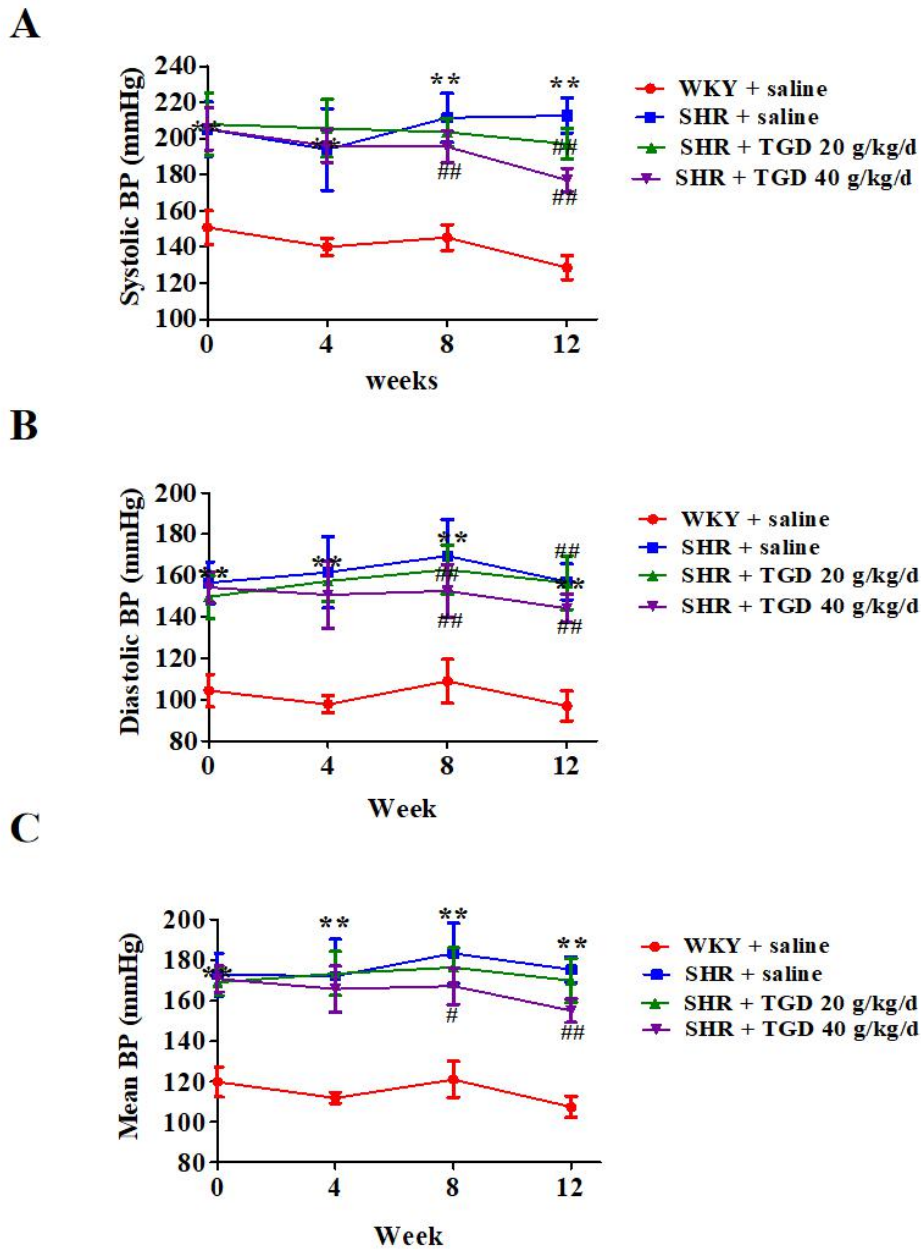 A
Systolic BP (mmHg)
240
220
200
180
160
140
120
100
**
**
**
**
##
##
##
0
4
8
12
weeks
WKY + saline
SHR + saline
SHR + TGD 20 g/kg/d
SHR + TGD 40 g/kg/d
B
Diastolic BP (mmHg)
200
180
160
140
120
100
80
**
**
**
**
##
##
##
##
0
4
8
12
Week
WKY + saline
SHR + saline
SHR + TGD 20 g/kg/d
SHR + TGD 40 g/kg/d
C
Mean BP (mmHg)
200
180
160
140
120
100
80
**
**
**
**
#
##
0
4
8
12
Week
WKY + saline
SHR + saline
SHR + TGD 20 g/kg/d
SHR + TGD 40 g/kg/d